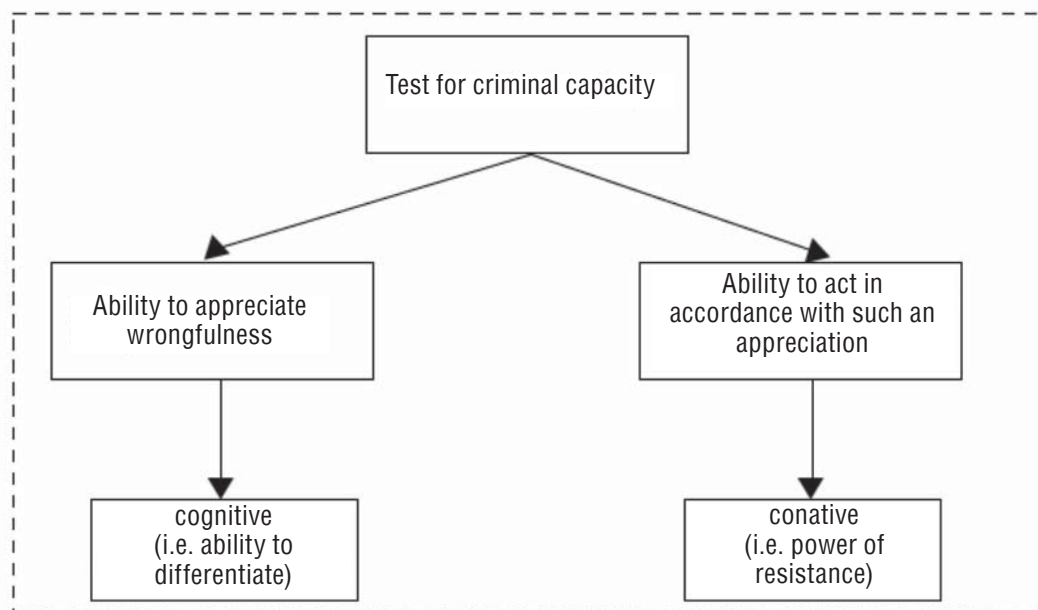 Test for criminal capacity
Ability to appreciate
wrongfulness
Ability to act in
accordance with such an
appreciation
cognitive
(i.e. ability to
differentiate)
conative
(i.e. power of
resistance)